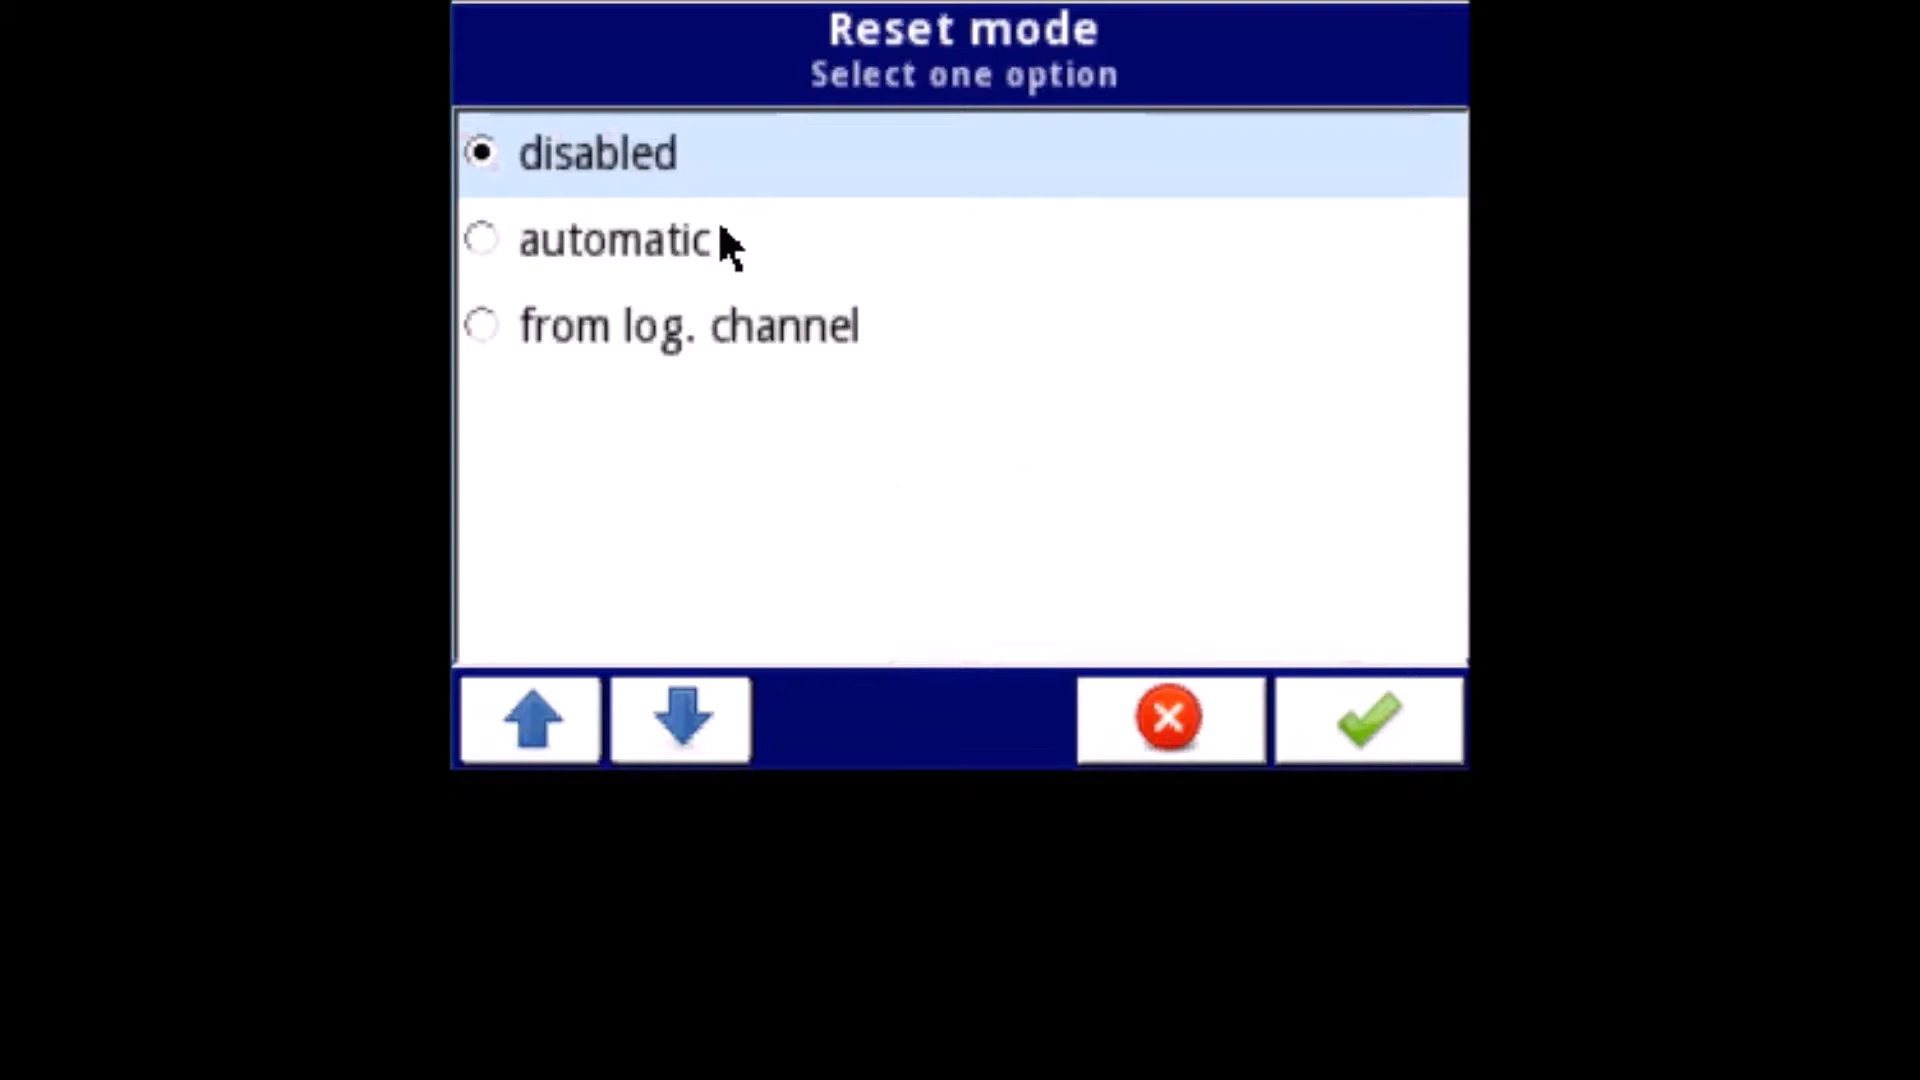 Reset mode
Select one option
disabled
automatic
from log. channel